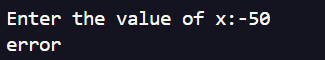 Enter the value of x:-50
error